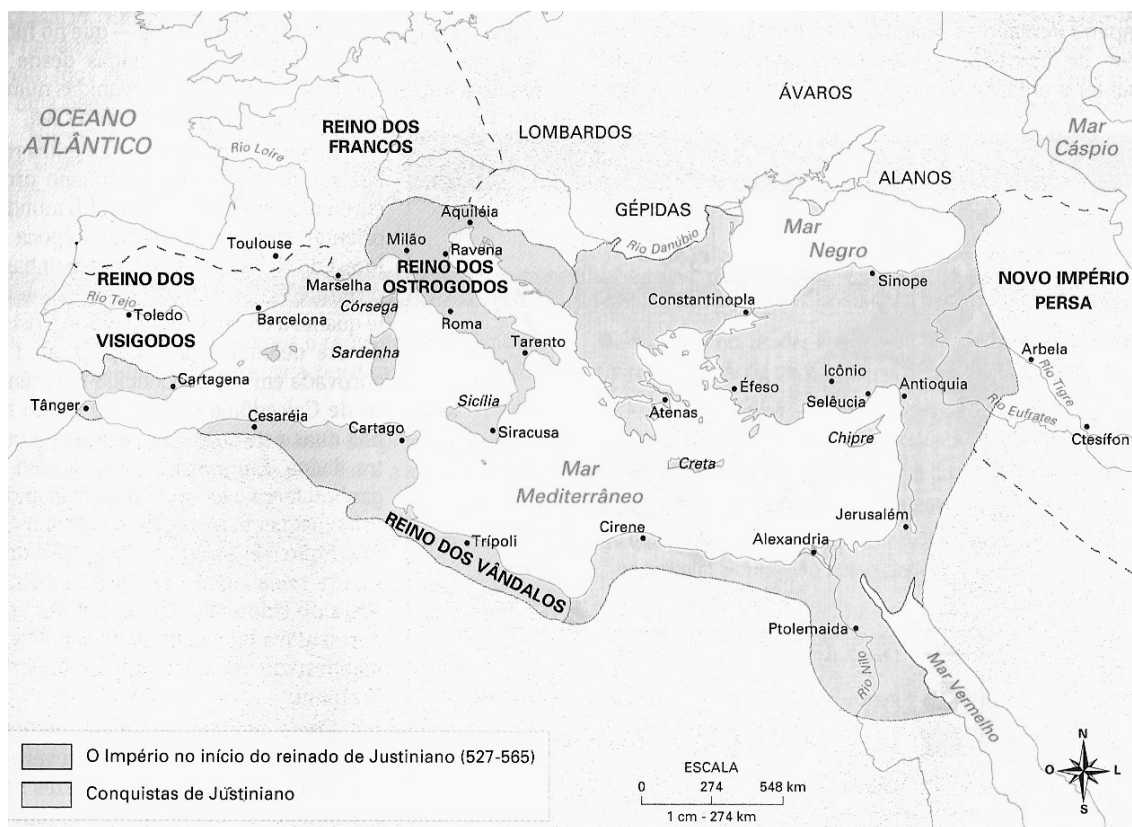 OCEANO
ATLÂNTICO
REINO DOS
FRANCOS
Rio Loire
LOMBARDOS
ÁVAROS
Mar
Cáspio
ALANOS
GÉPIDAS
Rio Danúbio
Mar
Negro
Aquiléia
Milão
Ravena
Toulouse
Marselha
REINO DOS
OSTROGODOS
REINO DOS
Rio Tejo
Toledo
VISIGODOS
Barcelona
Córsega
Roma
Constantinopla
Sinope
NOVO IMPÉRIO
PERSA
Sardenha
Tarento
Arbela
Rio Tigre
Cartagena
Tânger
Cesaréia
Cartago
Sicília
Siracusa
Atenas
Éfeso
Icônio
Selêucia
Antioquia
Rio Eufrates
Ctesífon
Chipre
Creta
Mar
Mediterrâneo
REINO DOS VÂNDALOS
Trípoli
Cirene
Alexandria
Jerusalém
Ptolemaida
Rio Nilo
Mar Vermelho
O Império no início do reinado de Justiniano (527-565)
Conquistas de Justiniano
ESCALA
0 274 548 km
1 cm - 274 km
N
O L
S